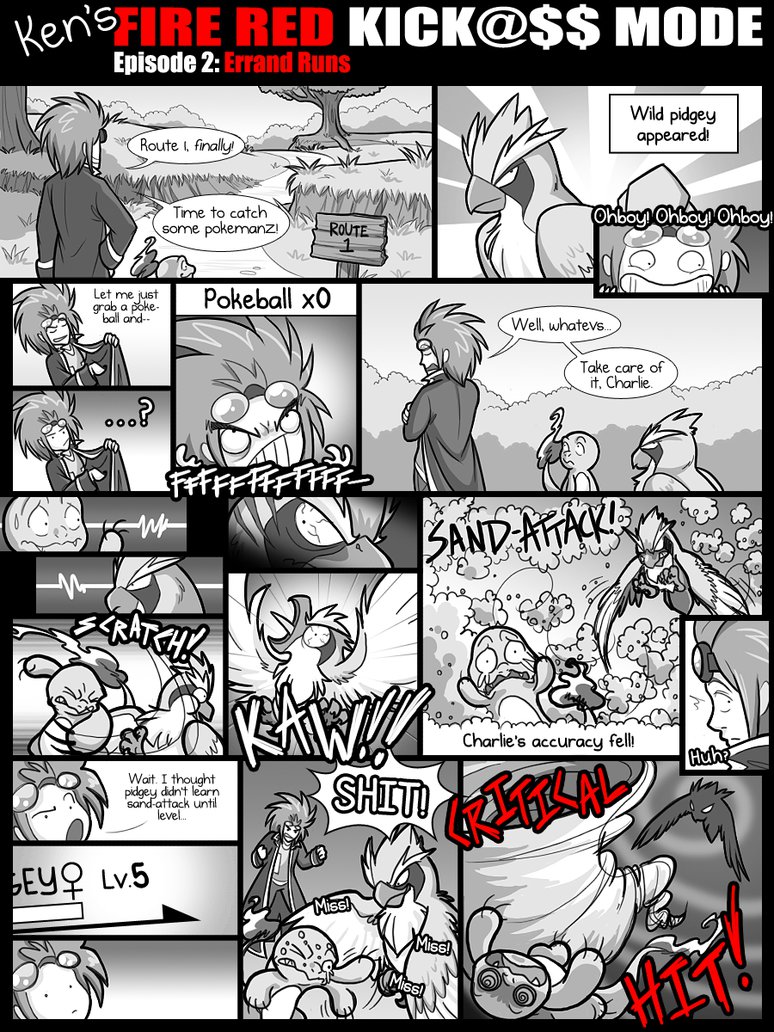 Ken's FIRE RED KICK@$$ MODE
Episode 2: Errand Runs
Route 1, finally!
Time to catch
some pokemanz!
ROUTE
1
Wild pidgey
appeared!
Ohboy! Ohboy! Ohboy!
Let me just
grab a poke-
ball and--
...?
Pokeball x0
FFFFFFFFFFFFF—
Well, whatevs...
Take care of
it, Charlie.
SCRATCH!
KAW!!!
SAND-ATTACK!
Charlie's accuracy fell!
Huh?
Wait. I thought
pidgey didn't learn
sand-attack until
level...
GEY♀ Lv.5
SHIT!
Miss!
Miss!
Miss!
CRITICAL
HIT!